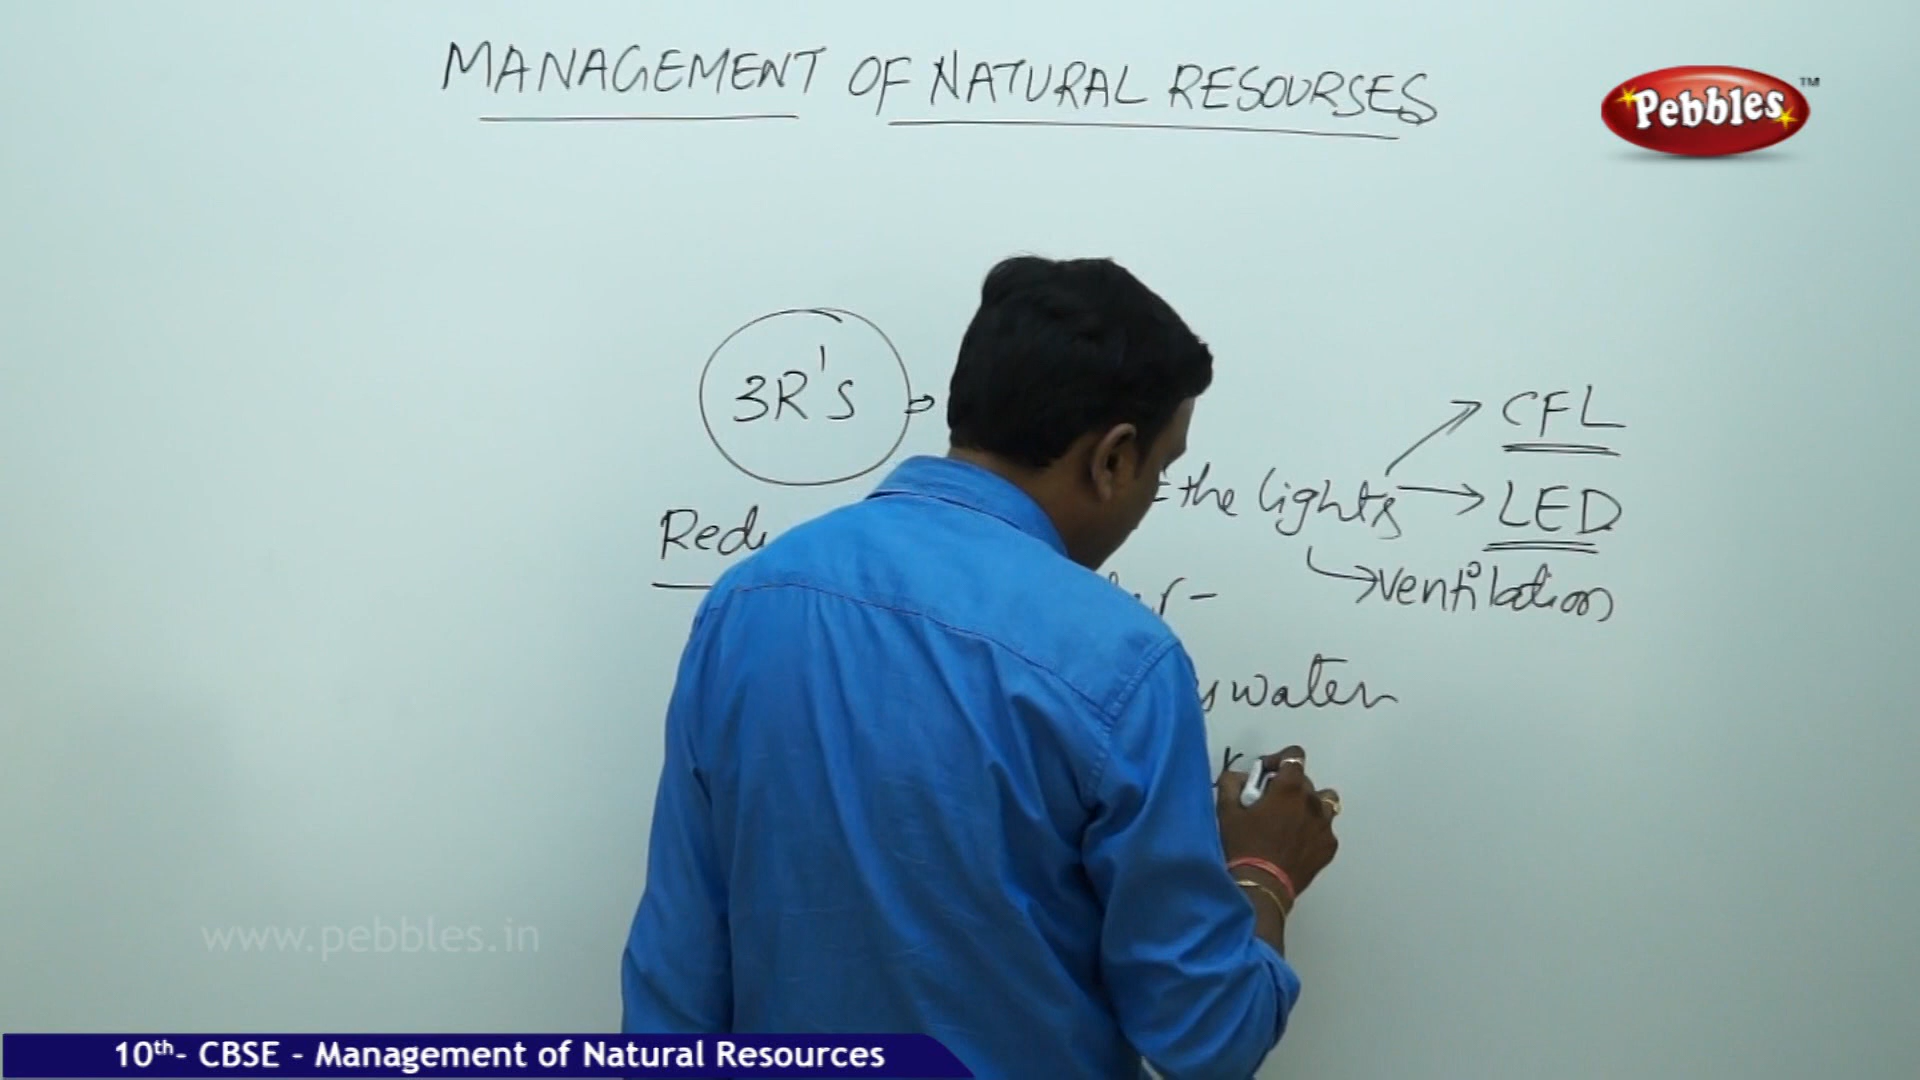 MANAGEMENT OF NATURAL RESOURSES
Pebbles TM
3R's
CFL
the lights
LED
ventilation
water
www.pebbles.in
10th- CBSE - Management of Natural Resources